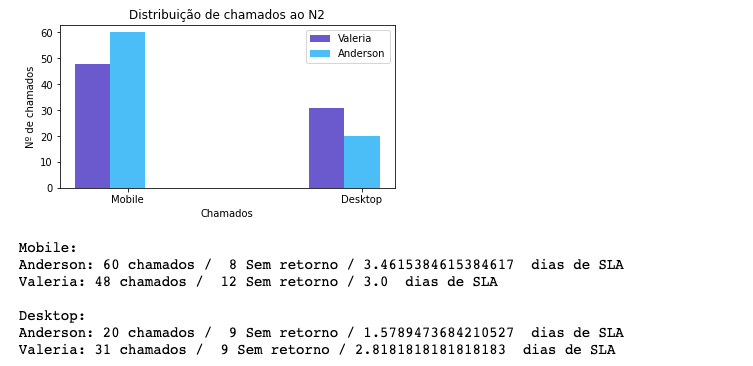 Distribuição de chamados ao N2
60
50
40
30
20
10
0
Nº de chamados
Valeria
Anderson
Mobile
Desktop
Chamados
Mobile:
Anderson: 60 chamados /  8 Sem retorno / 3.4615384615384617  dias de SLA
Valeria: 48 chamados /  12 Sem retorno / 3.0  dias de SLA
Desktop:
Anderson: 20 chamados /  9 Sem retorno / 1.5789473684210527  dias de SLA
Valeria: 31 chamados /  9 Sem retorno / 2.8181818181818183  dias de SLA